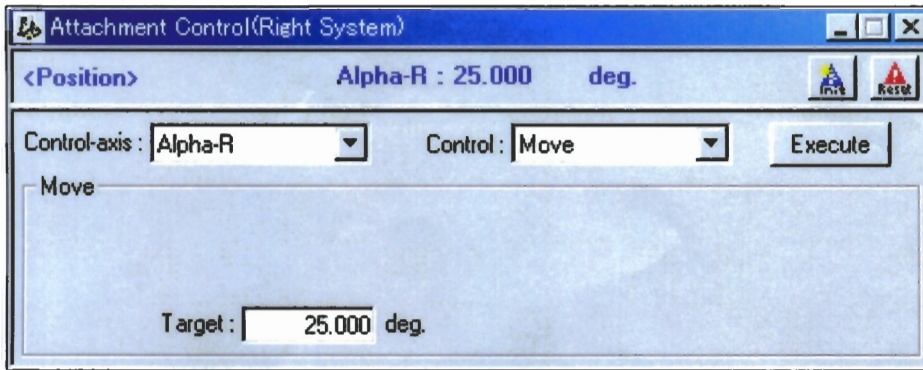 Attachment Control(Right System)
<Position> Alpha-R : 25.000 deg.
Init
Reset
Control-axis : Alpha-R Control : Move Execute
Move
Target : 25.000 deg.